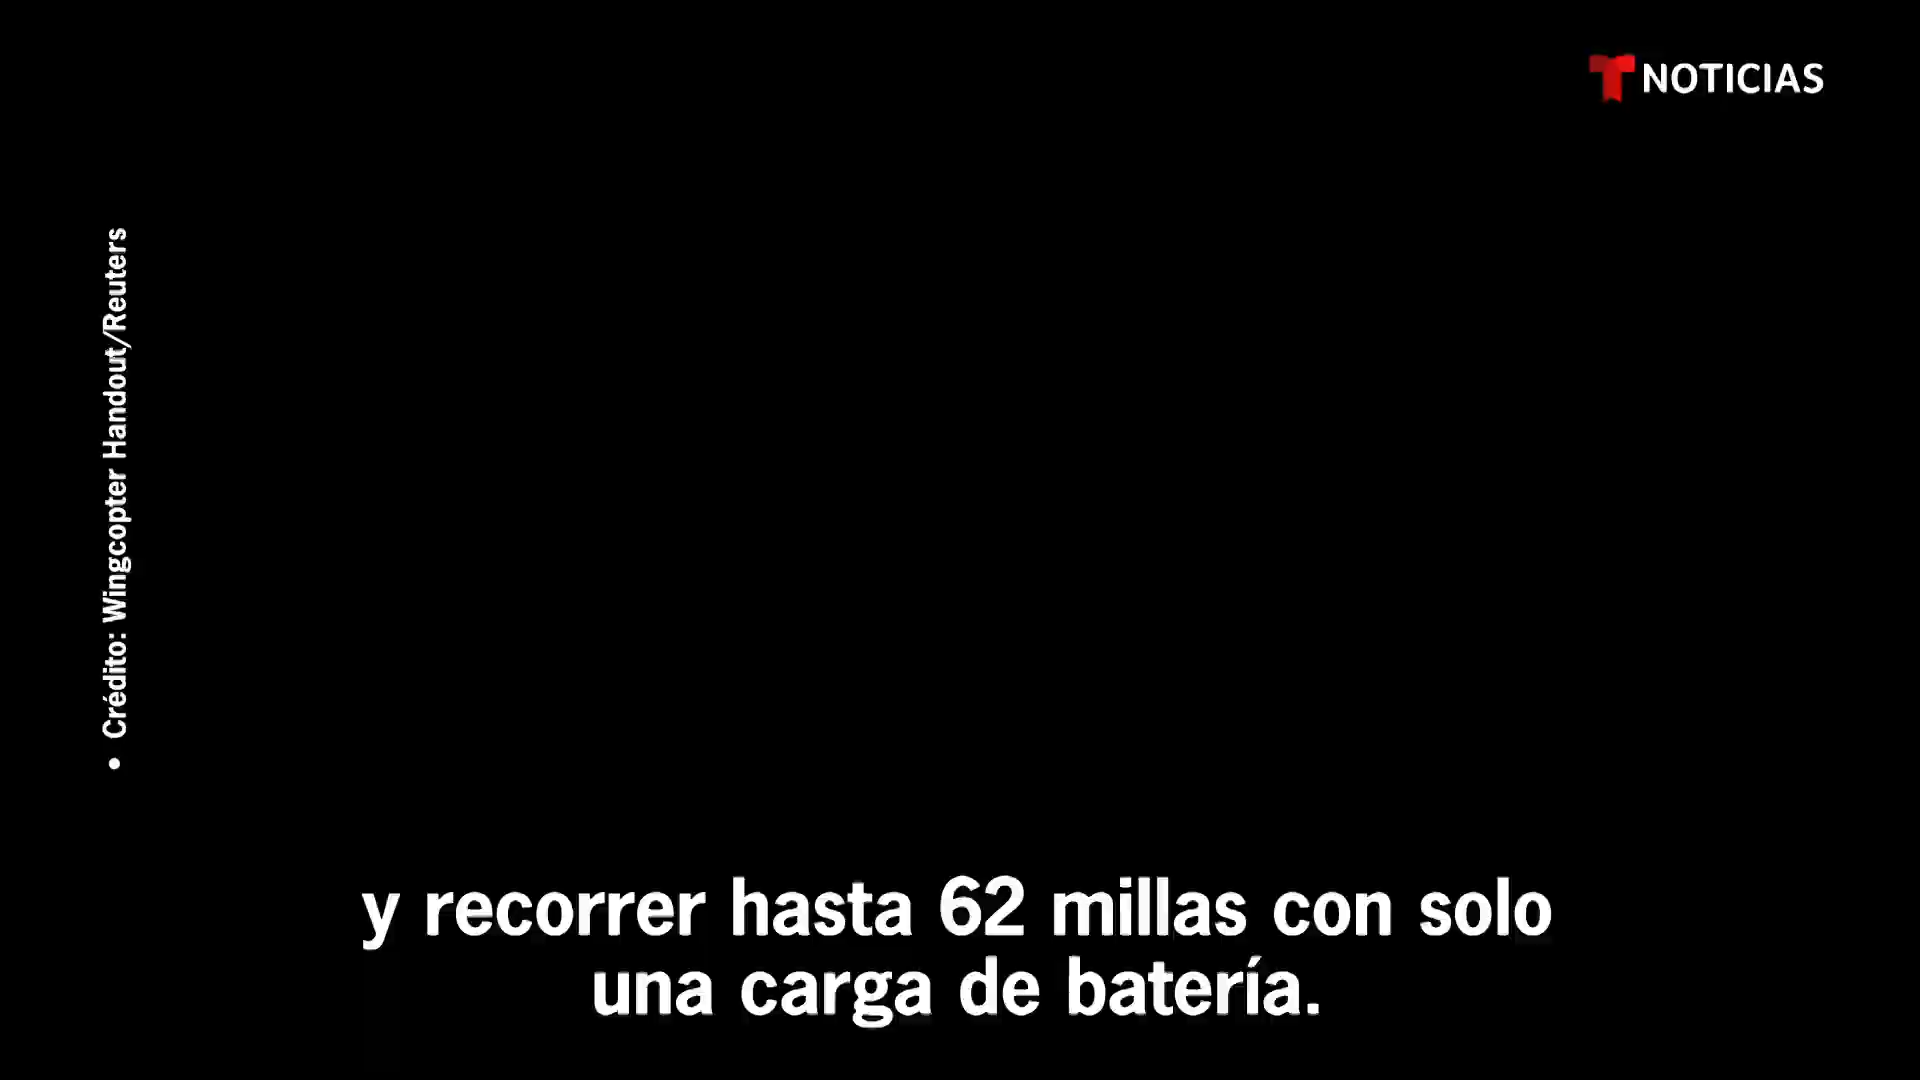 NOTICIAS
• Crédito: Wingcopter Handout/Reuters
y recorrer hasta 62 millas con solo
una carga de batería.